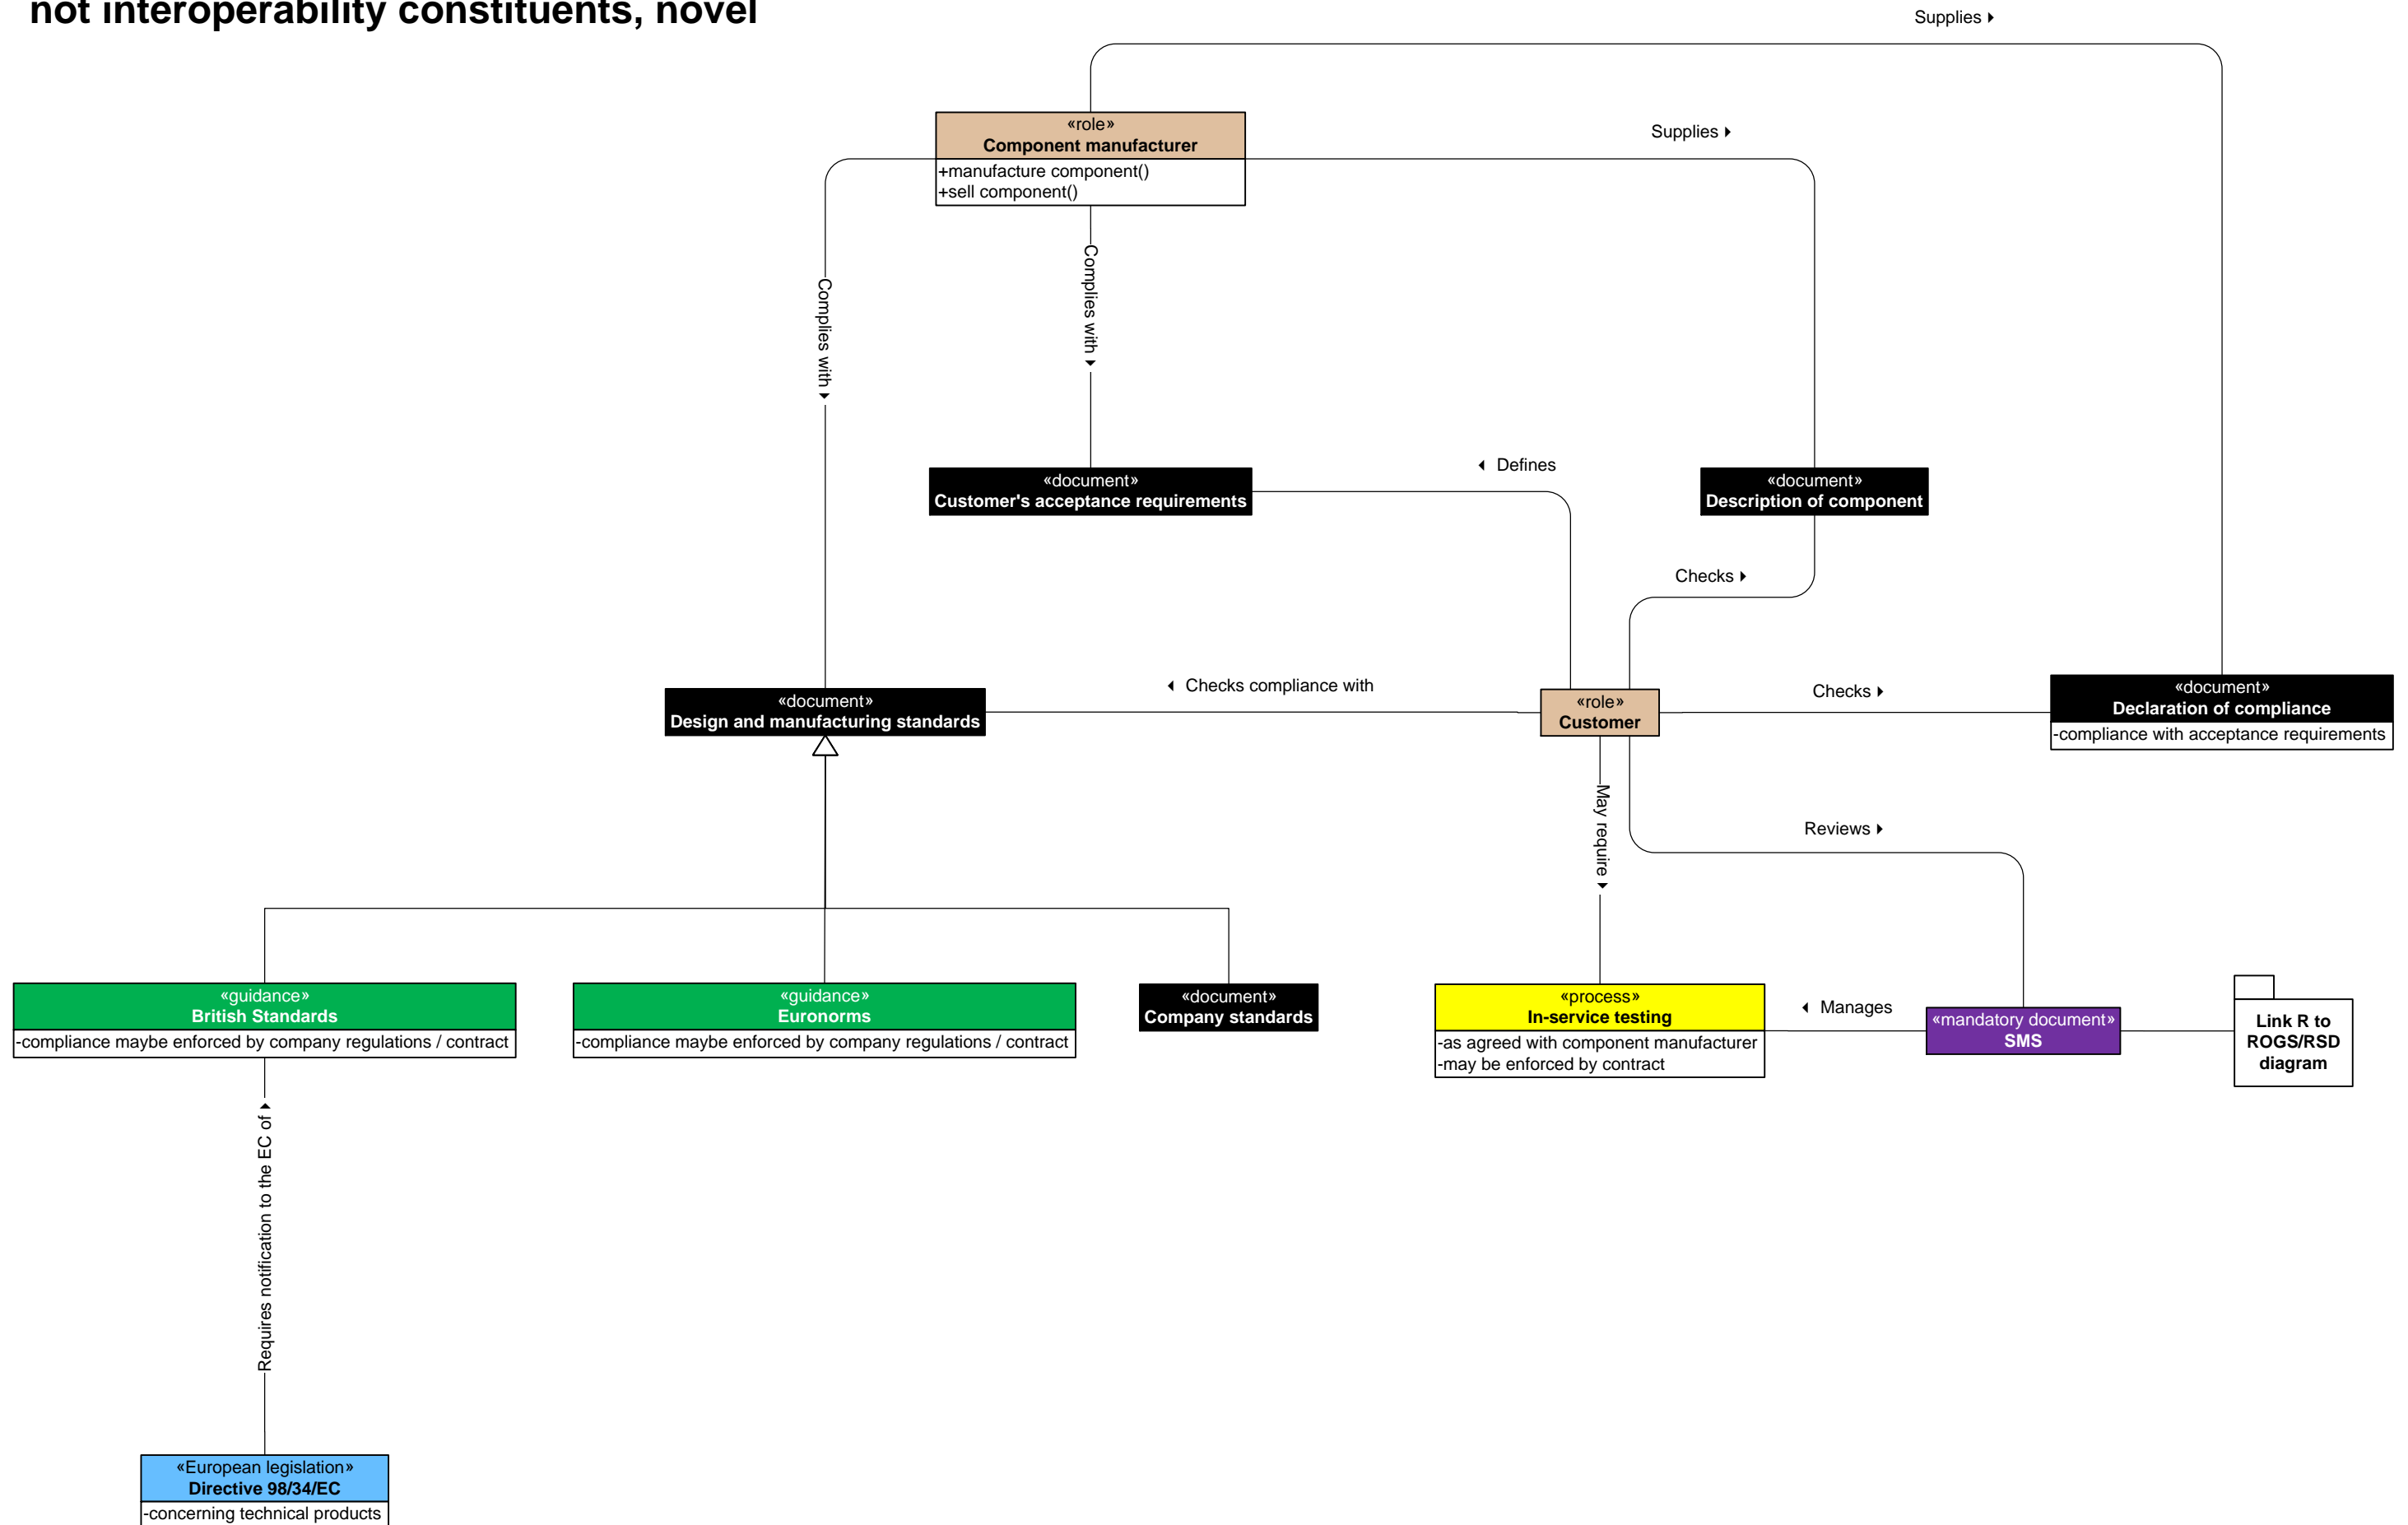 not interoperability constituents, novel
Supplies
«role»
Component manufacturer
+manufacture component()
+sell component()
Supplies
Complies with
Complies with
«document»
Customer's acceptance requirements
Defines
«document»
Description of component
Checks
«document»
Design and manufacturing standards
Checks compliance with
«role»
Customer
Checks
«document»
Declaration of compliance
-compliance with acceptance requirements
May require
Reviews
«guidance»
British Standards
-compliance maybe enforced by company regulations / contract
«guidance»
Euronorms
-compliance maybe enforced by company regulations / contract
«document»
Company standards
«process»
In-service testing
-as agreed with component manufacturer
-may be enforced by contract
Manages
«mandatory document»
SMS
Link R to
ROGS/RSD
diagram
Requires notification to the EC of
«European legislation»
Directive 98/34/EC
-concerning technical products